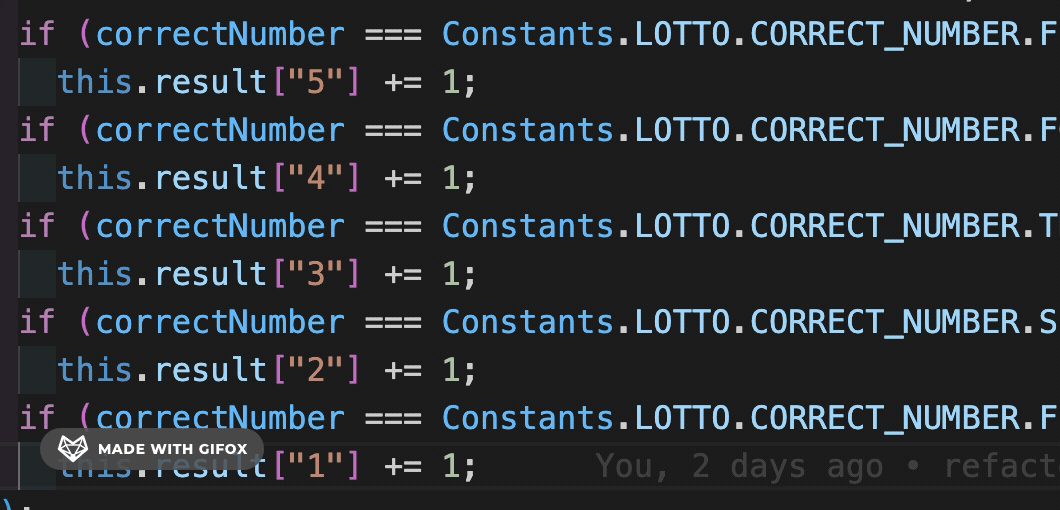 if (correctNumber === Constants.LOTTO.CORRECT_NUMBER.F
this.result["5"] += 1;
if (correctNumber === Constants.LOTTO.CORRECT_NUMBER.F
this.result["4"] += 1;
if (correctNumber === Constants.LOTTO.CORRECT_NUMBER.T
this.result["3"] += 1;
if (correctNumber === Constants.LOTTO.CORRECT_NUMBER.S
this.result["2"] += 1;
if (correctNumber === Constants.LOTTO.CORRECT_NUMBER.F
MADE WITH GIFOX
this.result["1"] += 1; You, 2 days ago • refact
);